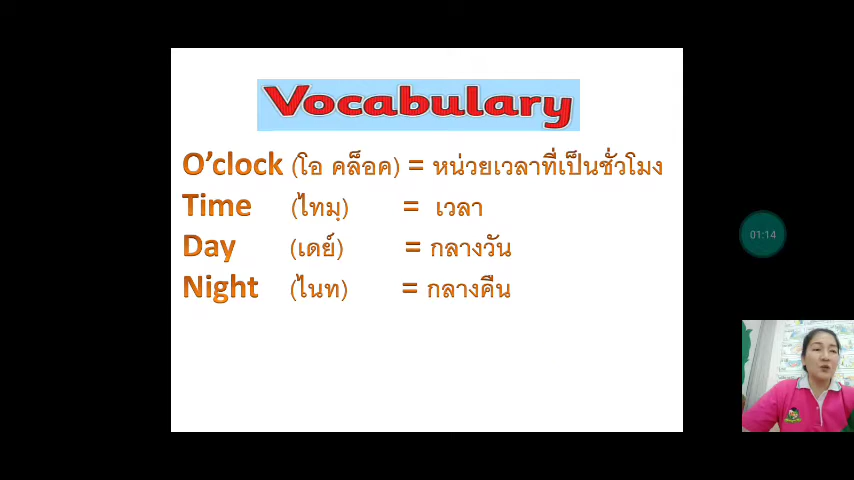 Vocabulary
O'clock (โอ คล็อค) = หน่วยเวลาที่เป็นชั่วโมง
Time (ไทมฺ) = เวลา
Day (เดย์) = กลางวัน
Night (ไนท) = กลางคืน
01:14